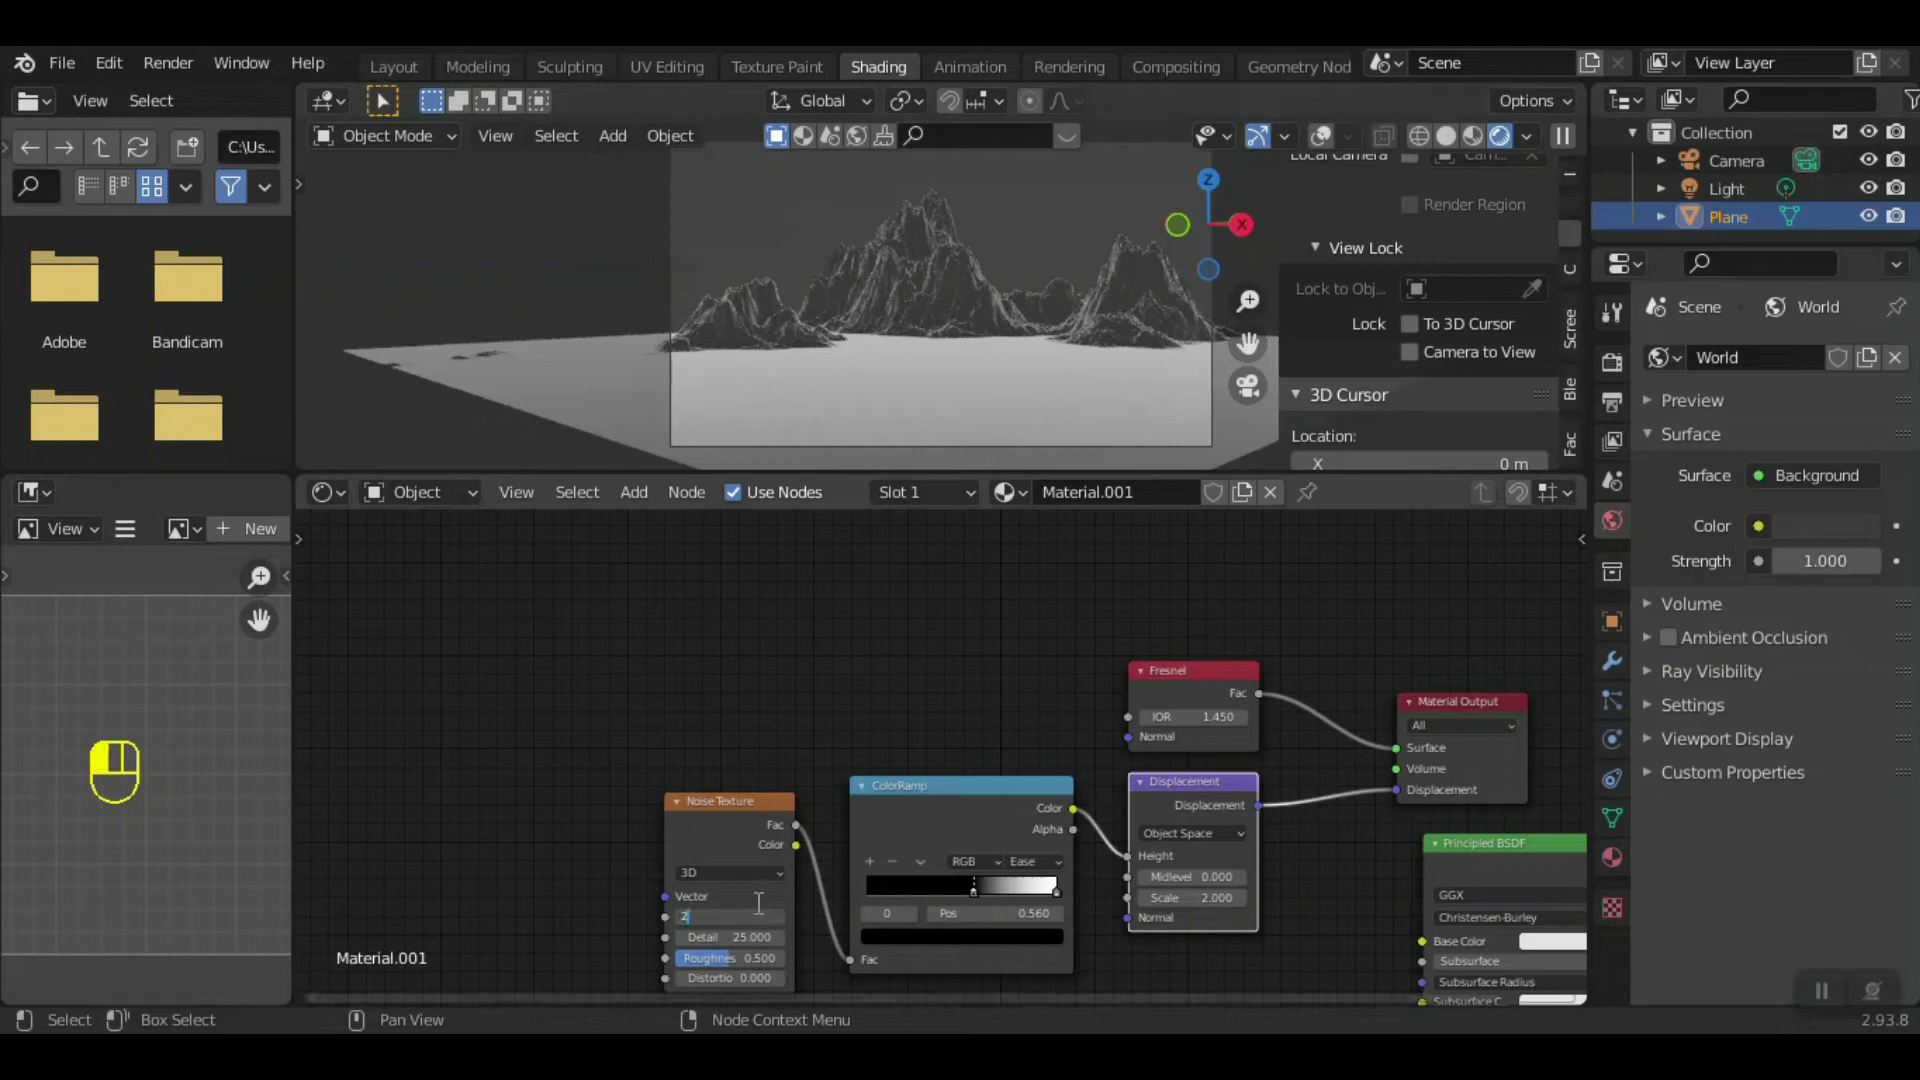 File Edit Render Window Help
Layout Modeling Sculpting UV Editing Texture Paint Shading Animation Rendering Compositing Geometry Nod
Scene
View Layer
View Select
Global
Options
C:\Us...
Object Mode View Select Add Object
Render Region
View Lock
Lock to Obj...
Lock To 3D Cursor
Camera to View
3D Cursor
Location:
X 0 m
Z
X
C
Scree
Ble
Fac
Adobe
Bandicam
Collection
Camera
Light
Plane
Scene World
World
Preview
Surface
Surface Background
Color
Strength 1.000
Volume
Ambient Occlusion
Ray Visibility
Settings
Viewport Display
Custom Properties
Object View Select Add Node Use Nodes Slot 1 Material.001
View New
Fresnel
Fac
IOR 1.450
Normal
Material Output
All
Surface
Volume
Displacement
Noise Texture
Fac
Color
3D
Vector
2
Detail 25.000
Roughnes 0.500
Distortio 0.000
ColorRamp
Color
Alpha
RGB Ease
0 Pos 0.560
Fac
Displacement
Displacement
Object Space
Height
Midlevel 0.000
Scale 2.000
Normal
Principled BSDF
GGX
Christensen-Burley
Base Color
Subsurface
Subsurface Radius
Subsurface C
Material.001
Select Box Select Pan View Node Context Menu
2.93.8